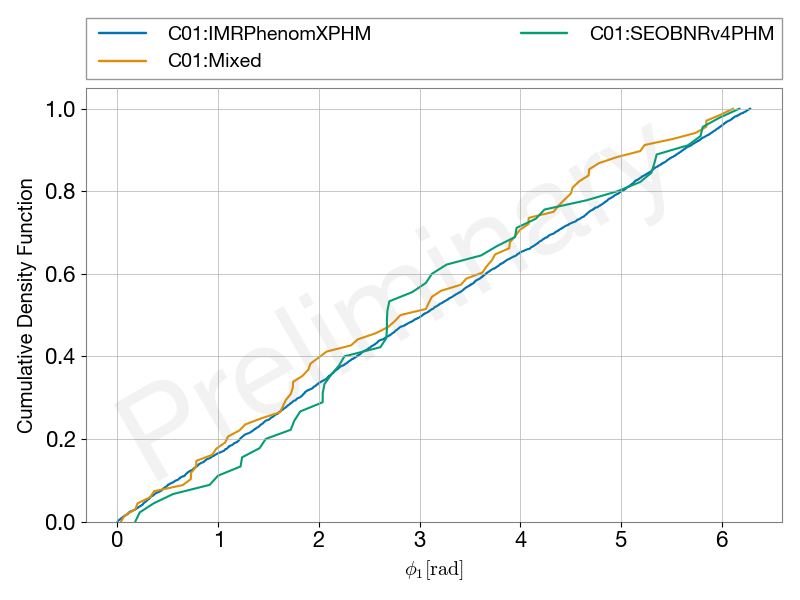 C01:IMRPhenomXPHM C01:SEOBNRv4PHM
C01:Mixed
Preliminary
Cumulative Density Function
1.0
0.8
0.6
0.4
0.2
0.0
0 1 2 3 4 5 6
ϕ₁[rad]